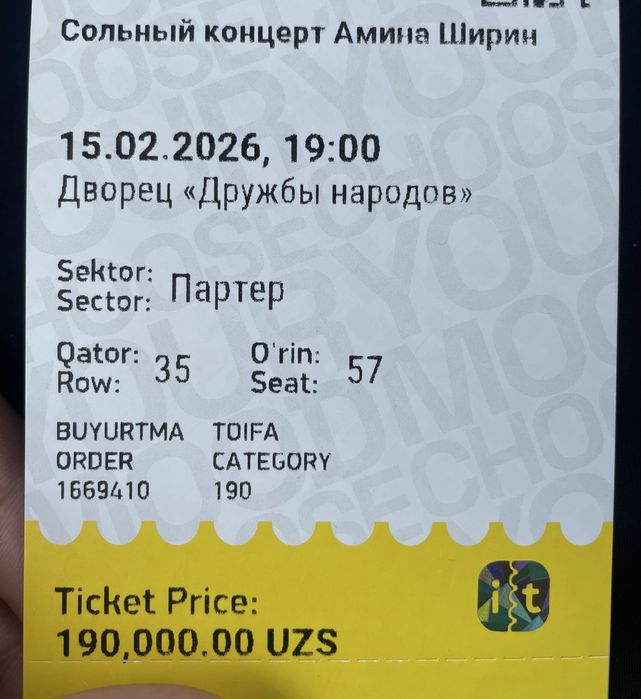 Сольный концерт Амина Ширин
15.02.2026, 19:00
Дворец «Дружбы народов»
Sektor:
Sector: Партер
Qator:
Row: 35
O'rin:
Seat: 57
BUYURTMA TOIFA
ORDER CATEGORY
1669410 190
Ticket Price:
190,000.00 UZS
i t